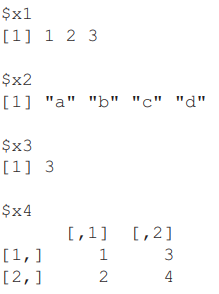 $x1
[1] 1 2 3
$x2
[1] "a" "b" "c" "d"
$x3
[1] 3
$x4
[,1] [,2]
[1,] 1 3
[2,] 2 4